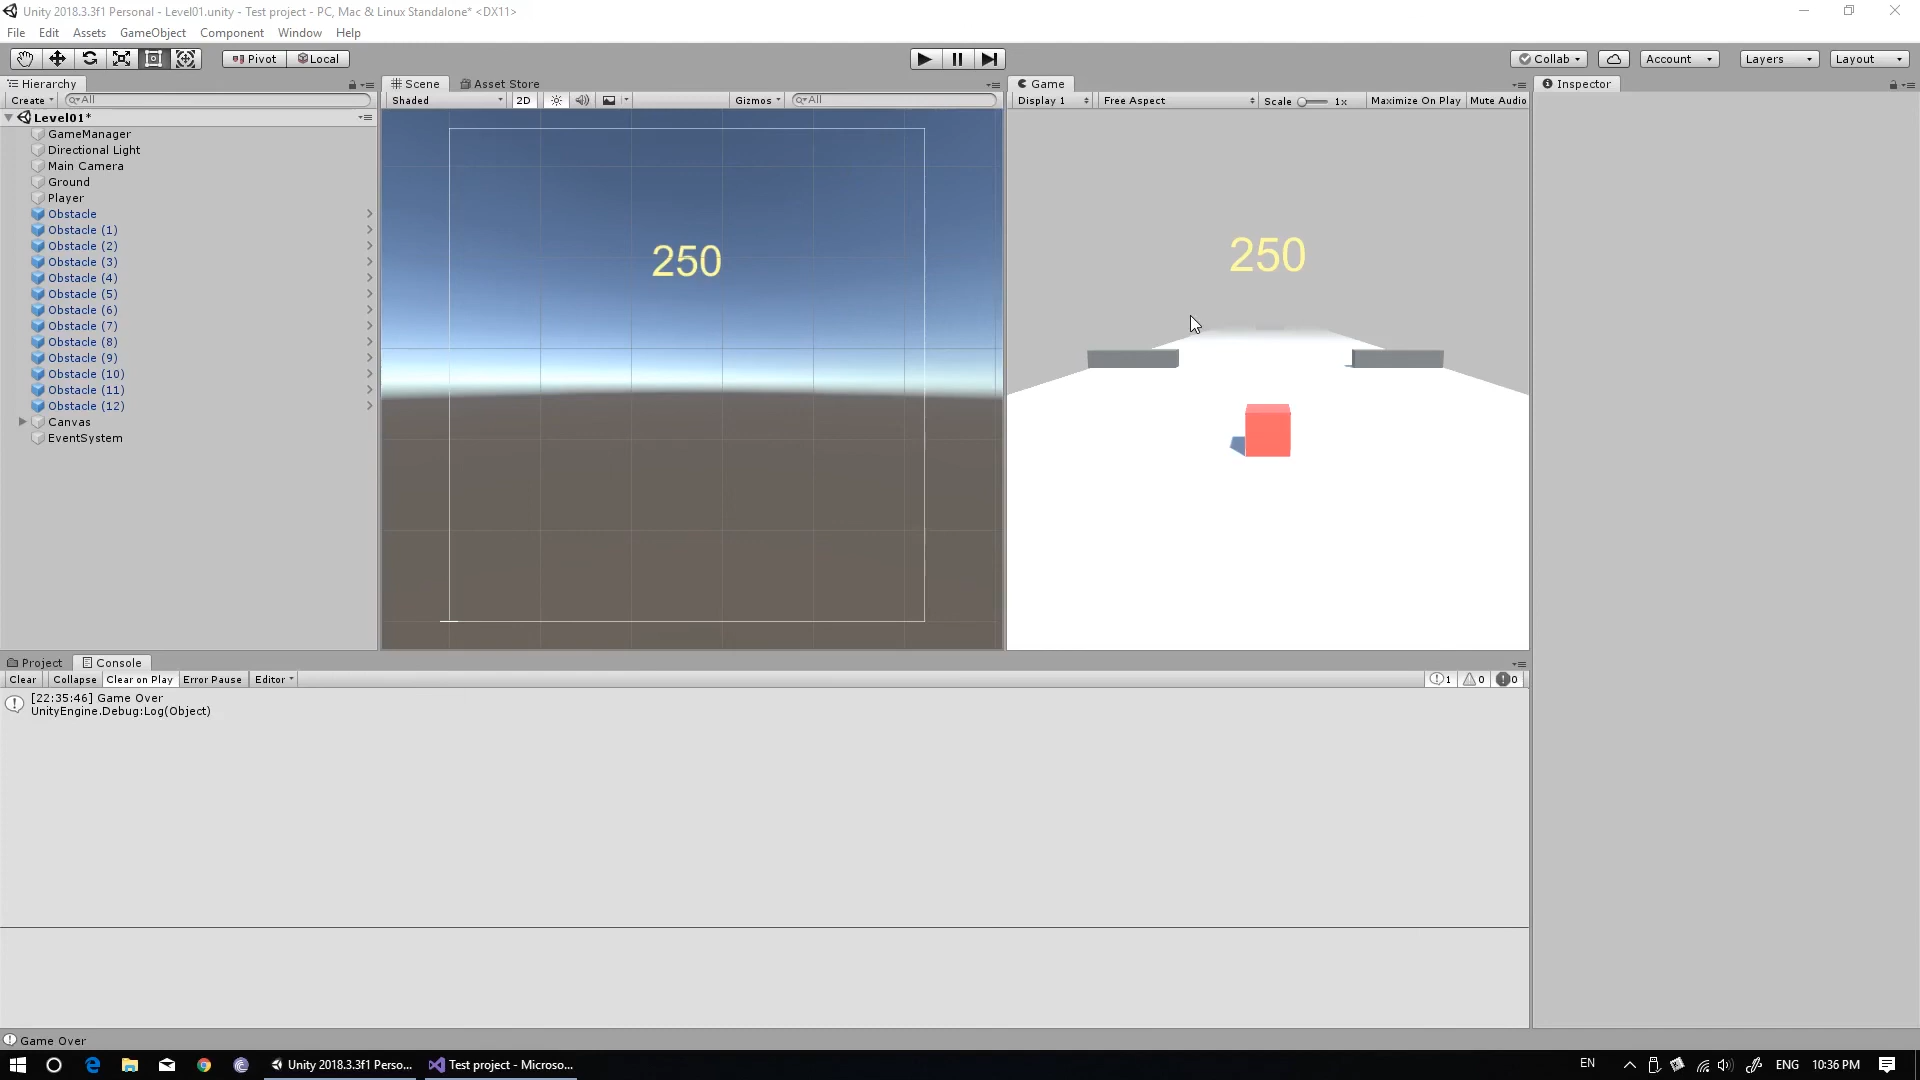 Unity 2018.3.3f1 Personal - Level01.unity - Test project - PC, Mac & Linux Standalone* <DX11>
File Edit Assets GameObject Component Window Help
Pivot Local Collab Account Layers Layout
Hierarchy Scene Asset Store Game Inspector
Create All Shaded 2D Gizmos All Display 1 Free Aspect Scale 1x Maximize On Play Mute Audio
Level01*
GameManager
Directional Light
Main Camera
Ground
Player
Obstacle
Obstacle (1)
Obstacle (2)
Obstacle (3)
Obstacle (4)
Obstacle (5)
Obstacle (6)
Obstacle (7)
Obstacle (8)
Obstacle (9)
Obstacle (10)
Obstacle (11)
Obstacle (12)
Canvas
EventSystem
250
250
Project Console
Clear Collapse Clear on Play Error Pause Editor 1 0 0
[22:35:46] Game Over
UnityEngine.Debug:Log(Object)
Game Over
Unity 2018.3.3f1 Perso... Test project - Microso... EN ENG 10:36 PM